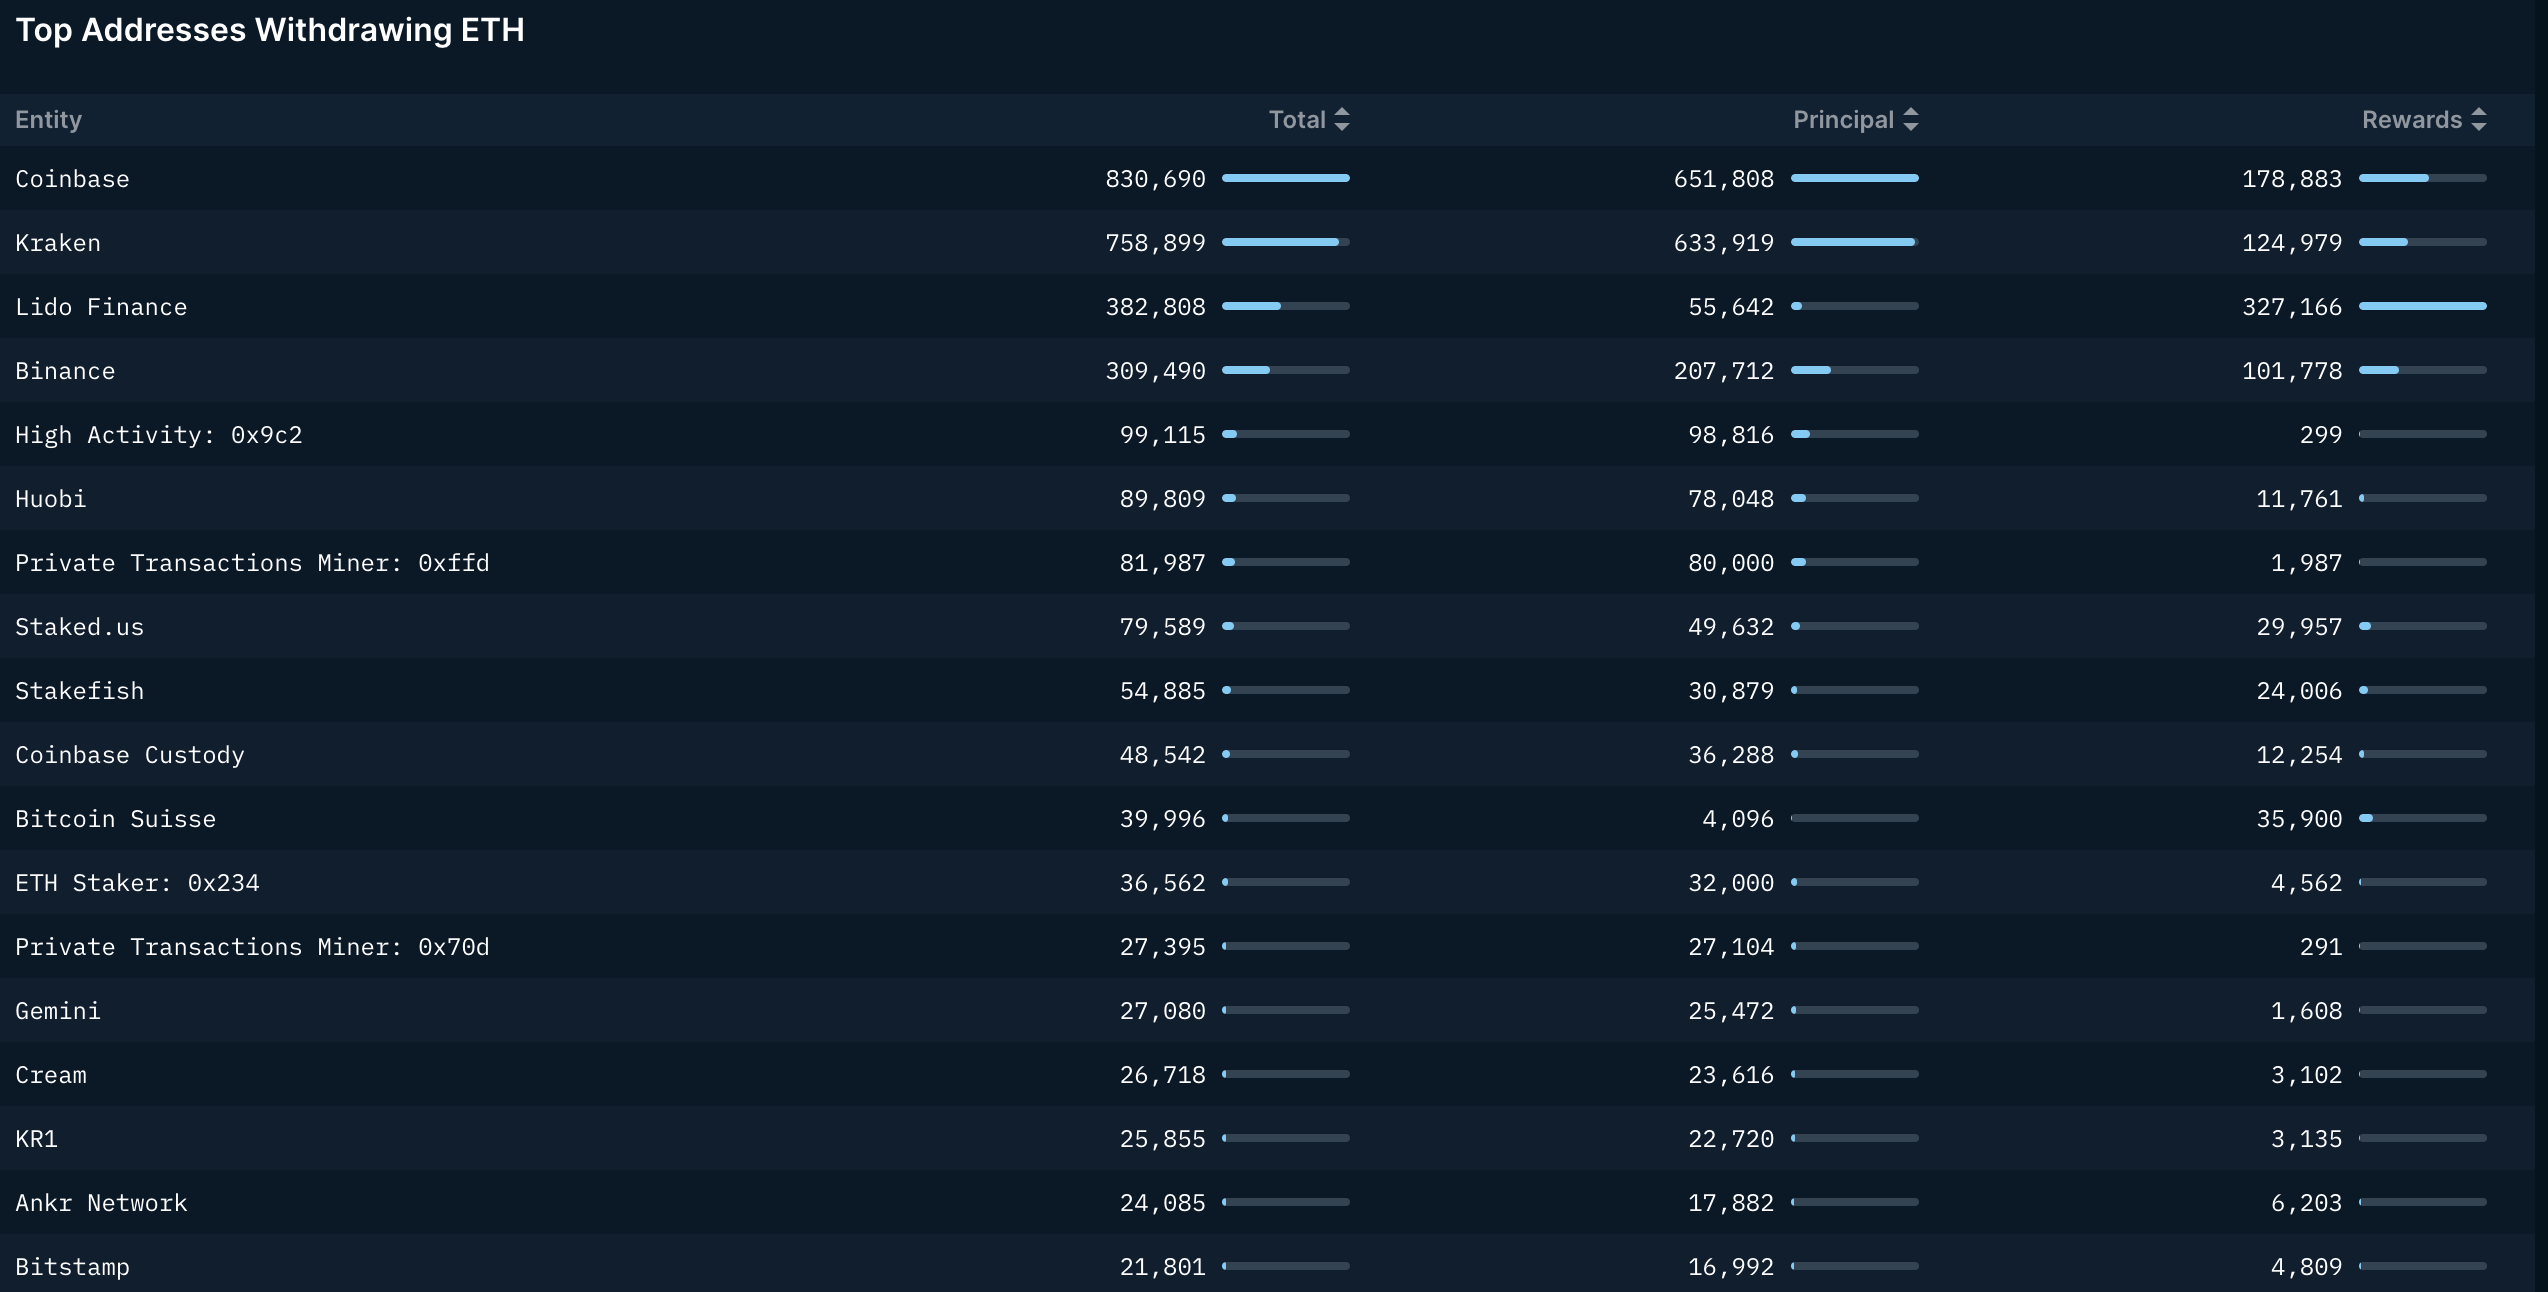 Top Addresses Withdrawing ETH
Entity Total Principal Rewards
Coinbase 830,690 651,808 178,883
Kraken 758,899 633,919 124,979
Lido Finance 382,808 55,642 327,166
Binance 309,490 207,712 101,778
High Activity: 0x9c2 99,115 98,816 299
Huobi 89,809 78,048 11,761
Private Transactions Miner: 0xffd 81,987 80,000 1,987
Staked.us 79,589 49,632 29,957
Stakefish 54,885 30,879 24,006
Coinbase Custody 48,542 36,288 12,254
Bitcoin Suisse 39,996 4,096 35,900
ETH Staker: 0x234 36,562 32,000 4,562
Private Transactions Miner: 0x70d 27,395 27,104 291
Gemini 27,080 25,472 1,608
Cream 26,718 23,616 3,102
KR1 25,855 22,720 3,135
Ankr Network 24,085 17,882 6,203
Bitstamp 21,801 16,992 4,809